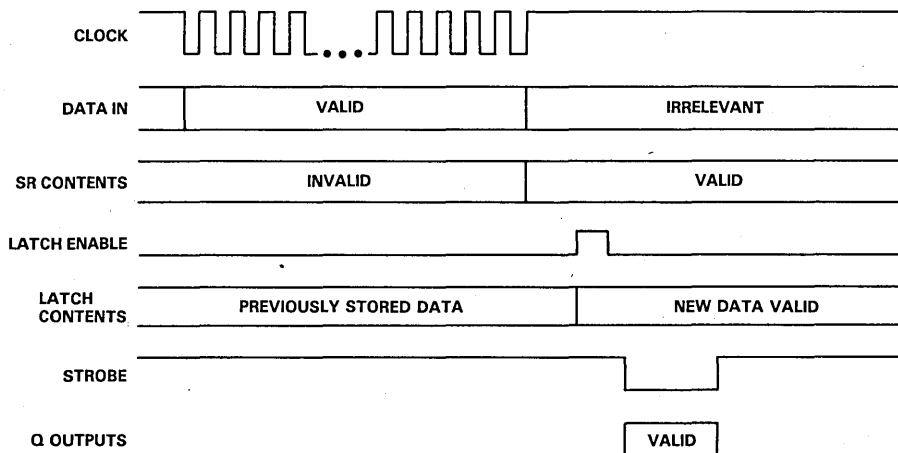 CLOCK
DATA IN
VALID
IRRELEVANT
SR CONTENTS
INVALID
VALID
LATCH ENABLE
LATCH
CONTENTS
PREVIOUSLY STORED DATA
NEW DATA VALID
STROBE
Q OUTPUTS
VALID